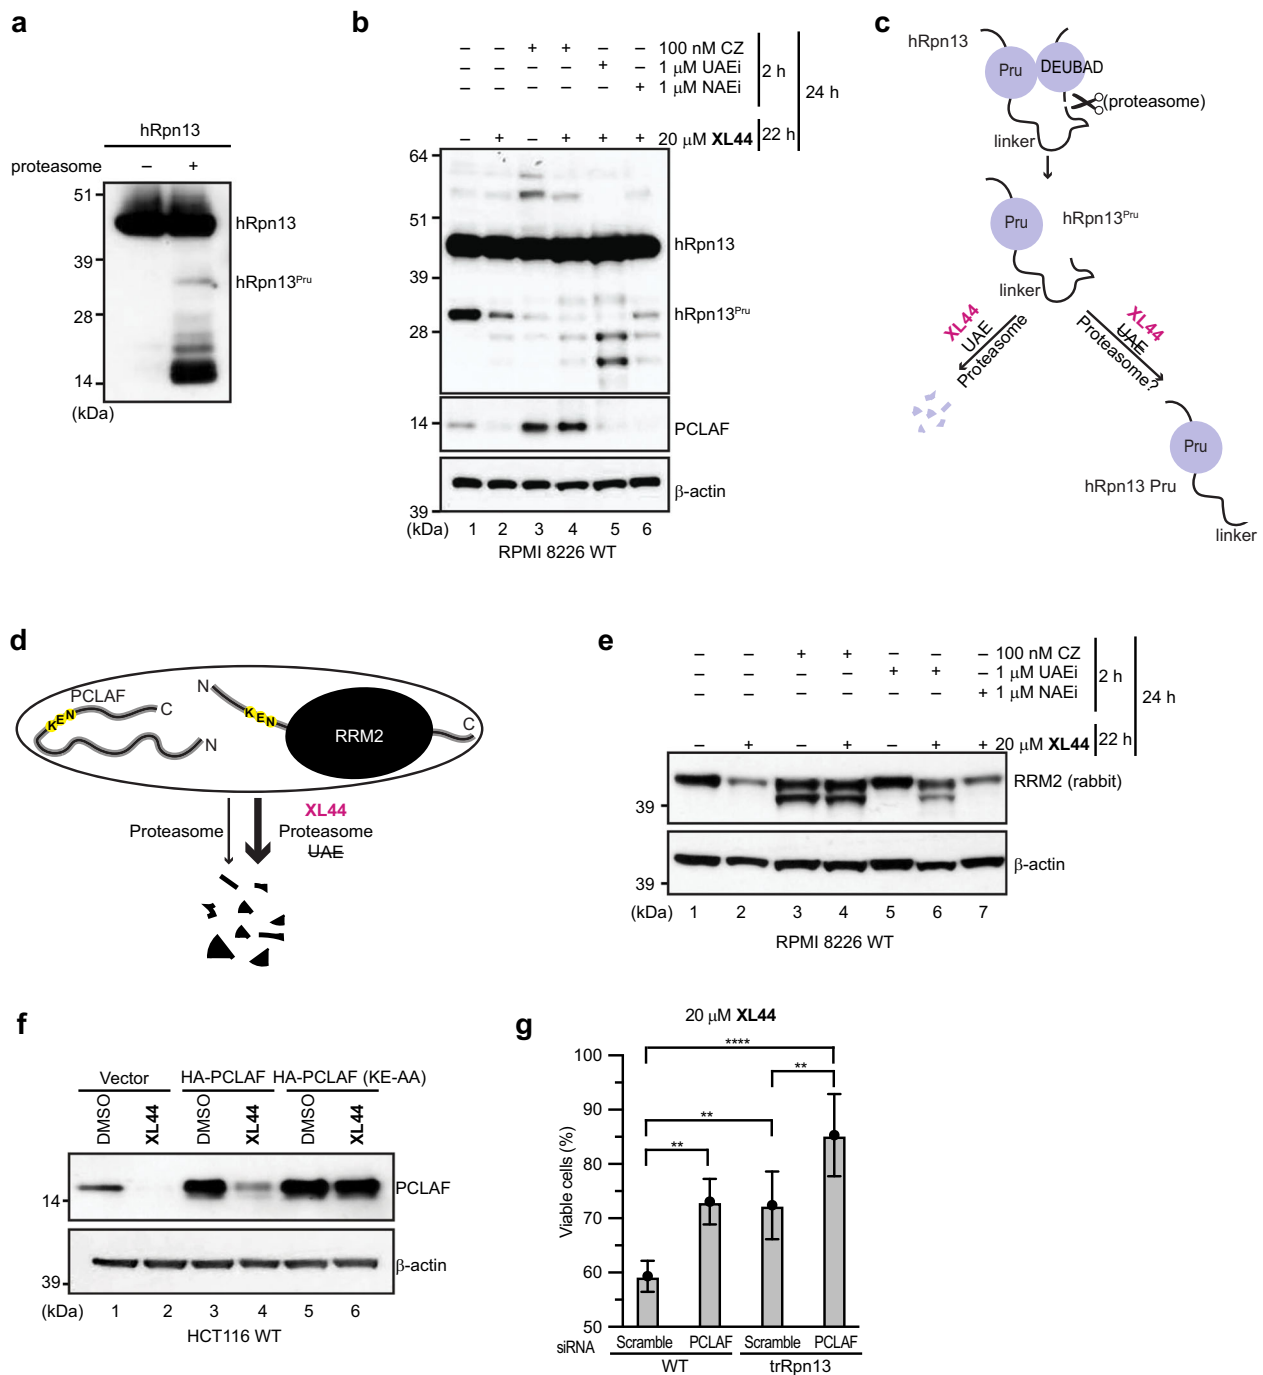 a
hRpn13
proteasome – +
51
39
28
14
(kDa)
hRpn13
hRpn13Pru
b
– – + + 100 nM CZ
– – – – + 1 μM UAEi
– – – – + 1 μM NAEi
2 h
24 h
– + – + + + 20 μM XL44
22 h
64
51
39
28
14
39
(kDa)
hRpn13
hRpn13Pru
PCLAF
β-actin
1 2 3 4 5 6
RPMI 8226 WT
c
hRpn13
Pru
DEUBAD
(proteasome)
linker
Pru
hRpn13Pru
linker
XL44
UAE
Proteasome
XL44
UAE
Proteasome?
Pru
hRpn13 Pru
linker
d
PCLAF
KEN
C
N
N
KEN
RRM2
C
Proteasome
XL44
Proteasome
UAE
e
– – + + – – – 100 nM CZ
– – – – + + – 1 μM UAEi
– – – – – – + 1 μM NAEi
2 h
24 h
– + – + – + + 20 μM XL44
22 h
39
RRM2 (rabbit)
39
β-actin
(kDa) 1 2 3 4 5 6 7
RPMI 8226 WT
f
Vector HA-PCLAF HA-PCLAF (KE-AA)
DMSO XL44 DMSO XL44 DMSO XL44
14
PCLAF
39
β-actin
(kDa) 1 2 3 4 5 6
HCT116 WT
g
20 μM XL44
Viable cells (%)
100
90
80
70
60
50
****
**
**
**
siRNA Scramble PCLAF Scramble PCLAF
WT trRpn13